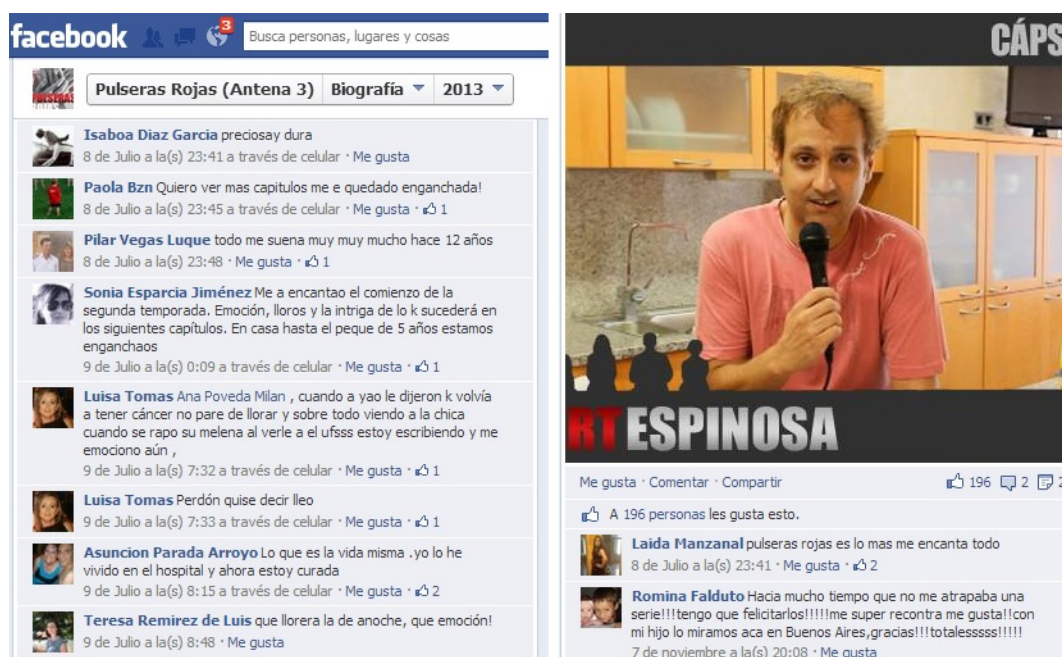 facebook
3
Busca personas, lugares y cosas
Pulseras Rojas (Antena 3) Biografía 2013
Isaboa Diaz Garcia preciosay dura
8 de Julio a la(s) 23:41 a través de celular · Me gusta
Paola Bzn Quiero ver mas capitulos me e quedado enganchada!
8 de Julio a la(s) 23:45 a través de celular · Me gusta · 1
Pilar Vegas Luque todo me suena muy muy mucho hace 12 años
8 de Julio a la(s) 23:48 · Me gusta · 1
Sonia Esparcia Jiménez Me a encantao el comienzo de la
segunda temporada. Emoción, lloros y la intriga de lo k sucederá en
los siguientes capítulos. En casa hasta el peque de 5 años estamos
enganchaos
9 de Julio a la(s) 0:09 a través de celular · Me gusta · 1
Luisa Tomas Ana Poveda Milan , cuando a yao le dijeron k volvía
a tener cáncer no pare de llorar y sobre todo viendo a la chica
cuando se rapo su melena al verle a el ufsss estoy escribiendo y me
emociono aún ,
9 de Julio a la(s) 7:32 a través de celular · Me gusta · 1
Luisa Tomas Perdón quise decir lleo
9 de Julio a la(s) 7:33 a través de celular · Me gusta · 1
Asuncion Parada Arroyo Lo que es la vida misma .yo lo he
vivido en el hospital y ahora estoy curada
9 de Julio a la(s) 8:15 a través de celular · Me gusta · 2
Teresa Remirez de Luis que llorera la de anoche, que emoción!
9 de Julio a la(s) 8:48 · Me gusta
CÁPS
RT ESPINOSA
Me gusta · Comentar · Compartir 196 2 2
A 196 personas les gusta esto.
Laida Manzanal pulseras rojas es lo mas me encanta todo
8 de Julio a la(s) 23:41 · Me gusta · 2
Romina Falduto Hacia mucho tiempo que no me atrapaba una
serie!!!tengo que felicitarlos!!!!!me super recontra me gusta!!con
mi hijo lo miramos aca en Buenos Aires,gracias!!!totalesssss!!!!!
7 de noviembre a la(s) 20:08 · Me gusta